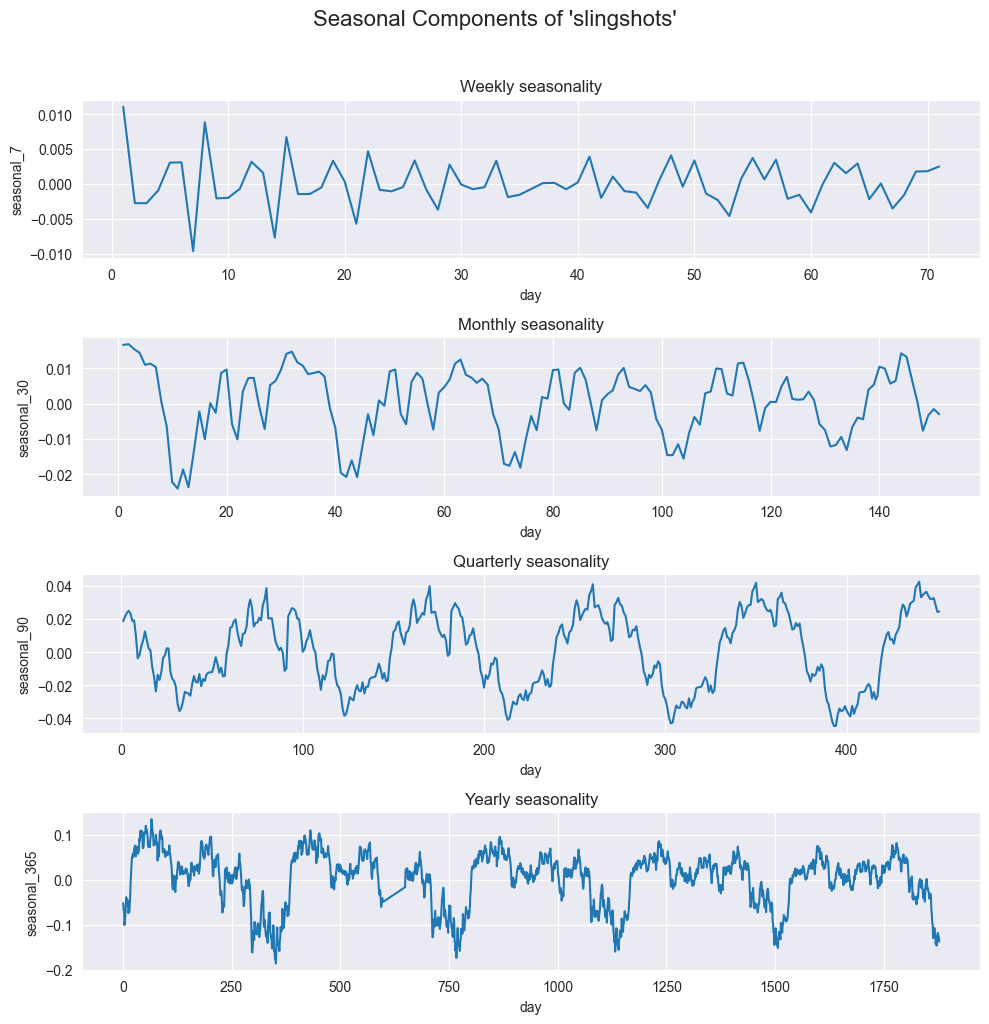 Seasonal Components of 'slingshots'
Weekly seasonality
seasonal_7
0.010
0.005
0.000
−0.005
−0.010
0 10 20 30 40 50 60 70
day
Monthly seasonality
seasonal_30
0.01
0.00
−0.01
−0.02
0 20 40 60 80 100 120 140
day
Quarterly seasonality
seasonal_90
0.04
0.02
0.00
−0.02
−0.04
0 100 200 300 400
day
Yearly seasonality
seasonal_365
0.1
0.0
−0.1
−0.2
0 250 500 750 1000 1250 1500 1750
day